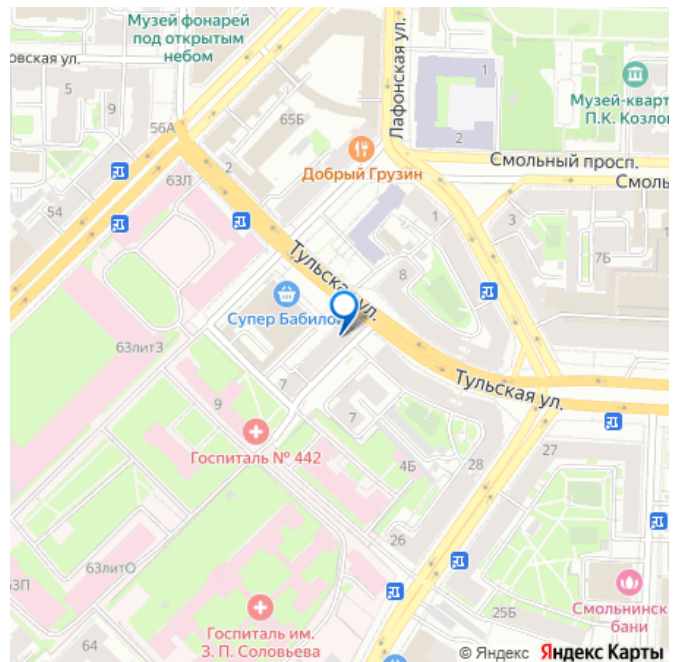 Музей фонарей
под открытым
небом
овская ул.
5
9
56А
65Б
Лафонская ул.
1
2
Музей-кварт
П.К. Козло
Добрый Грузин
Смольный просп.
Смоль
2
63Л
54
1
3
7Б
Тульская ул.
8
Супер Бабило
63литЗ
7
9
7
Тульская ул.
Госпиталь № 442
4Б
28
27
26
63П
63литО
25Б
Смольнинск
бани
Госпиталь им.
З. П. Соловьева
64
© Яндекс Яндекс Карты